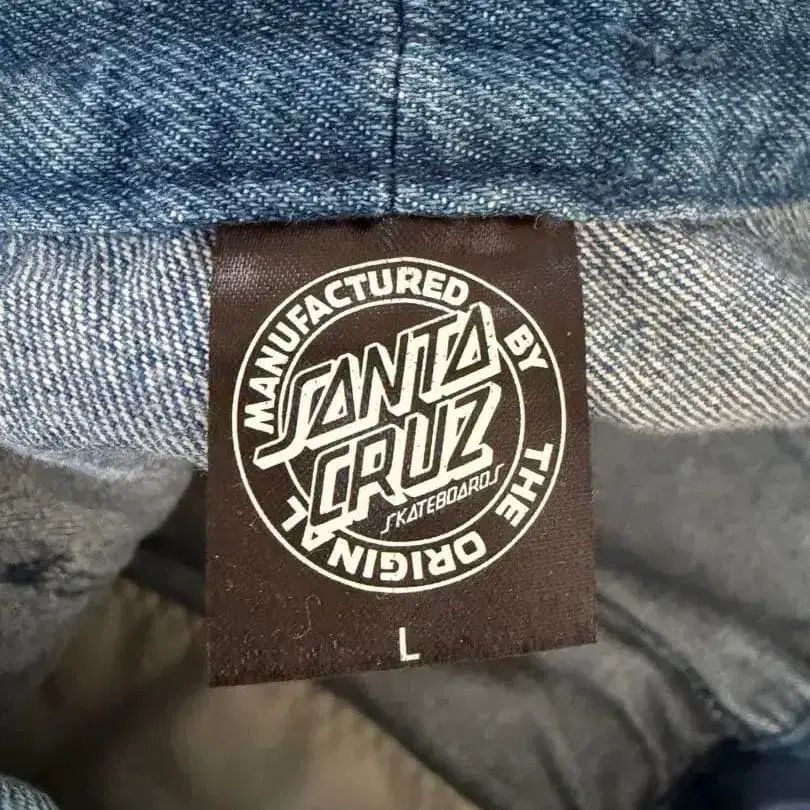 MANUFACTURED BY THE ORIGINAL
SANTA
CRUZ
SKATEBOARDS
L